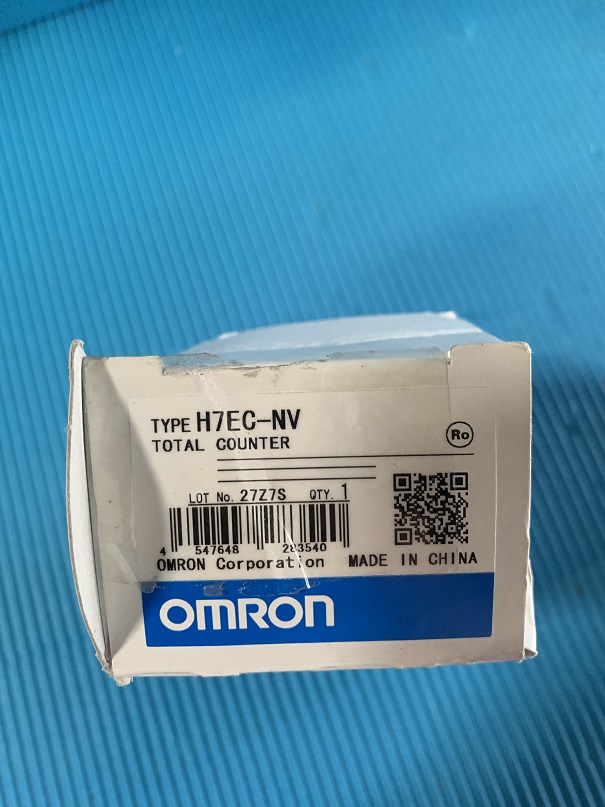 TYPE H7EC-NV
TOTAL COUNTER
Ro
LOT No. 27Z7S QTY. 1
4 547648 283540
OMRON Corporation MADE IN CHINA
OMRON